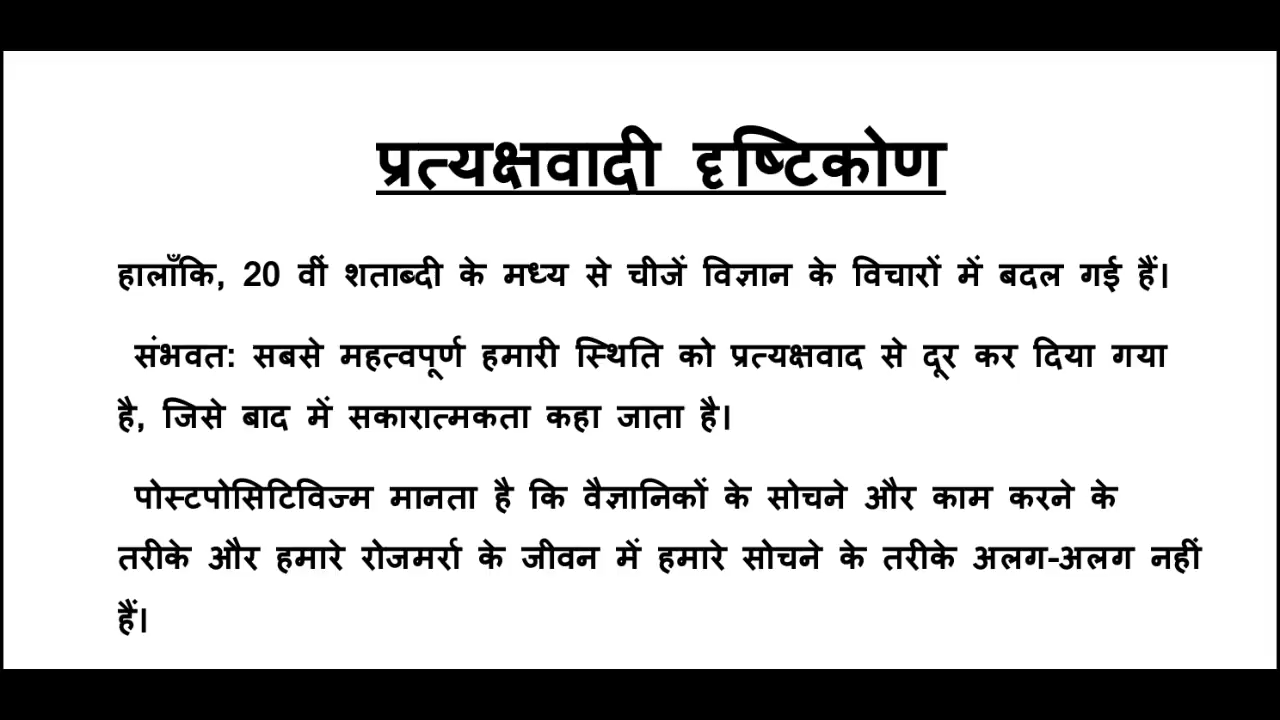 प्रत्यक्षवादी दृष्टिकोण
हालाँकि, 20 वीं शताब्दी के मध्य से चीजें विज्ञान के विचारों में बदल गई हैं।
संभवत: सबसे महत्वपूर्ण हमारी स्थिति को प्रत्यक्षवाद से दूर कर दिया गया
है, जिसे बाद में सकारात्मकता कहा जाता है।
पोस्टपोसिटिविज्म मानता है कि वैज्ञानिकों के सोचने और काम करने के
तरीके और हमारे रोजमर्रा के जीवन में हमारे सोचने के तरीके अलग-अलग नहीं
हैं।